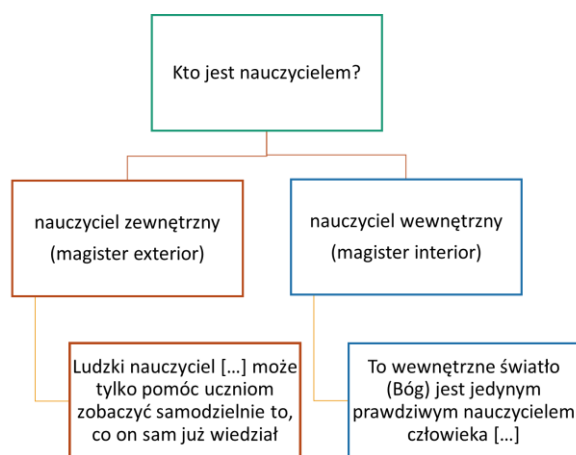 Kto jest nauczycielem?
nauczyciel zewnętrzny
(magister exterior)
nauczyciel wewnętrzny
(magister interior)
Ludzki nauczyciel […] może
tylko pomóc uczniom
zobaczyć samodzielnie to,
co on sam już wiedział
To wewnętrzne światło
(Bóg) jest jedynym
prawdziwym nauczycielem
człowieka […]